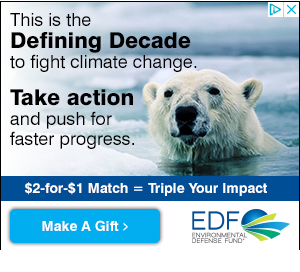 This is the
Defining Decade
to fight climate change.
Take action
and push for
faster progress.
$2-for-$1 Match = Triple Your Impact
Make A Gift >
EDF
ENVIRONMENTAL
DEFENSE FUND®